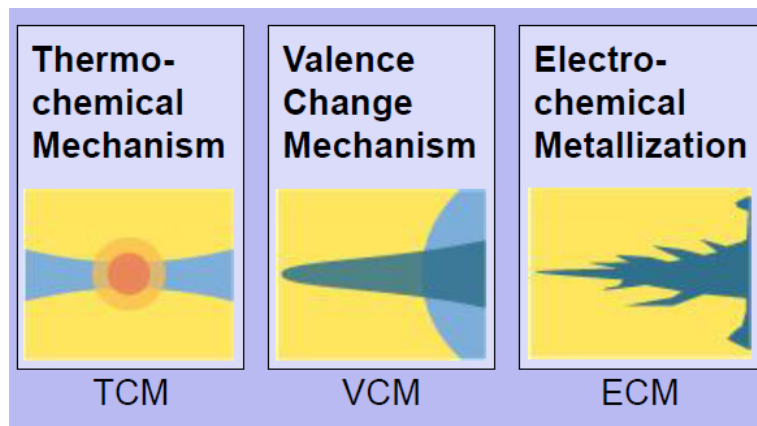 Thermo-
chemical
Mechanism
TCM
Valence
Change
Mechanism
VCM
Electro-
chemical
Metallization
ECM